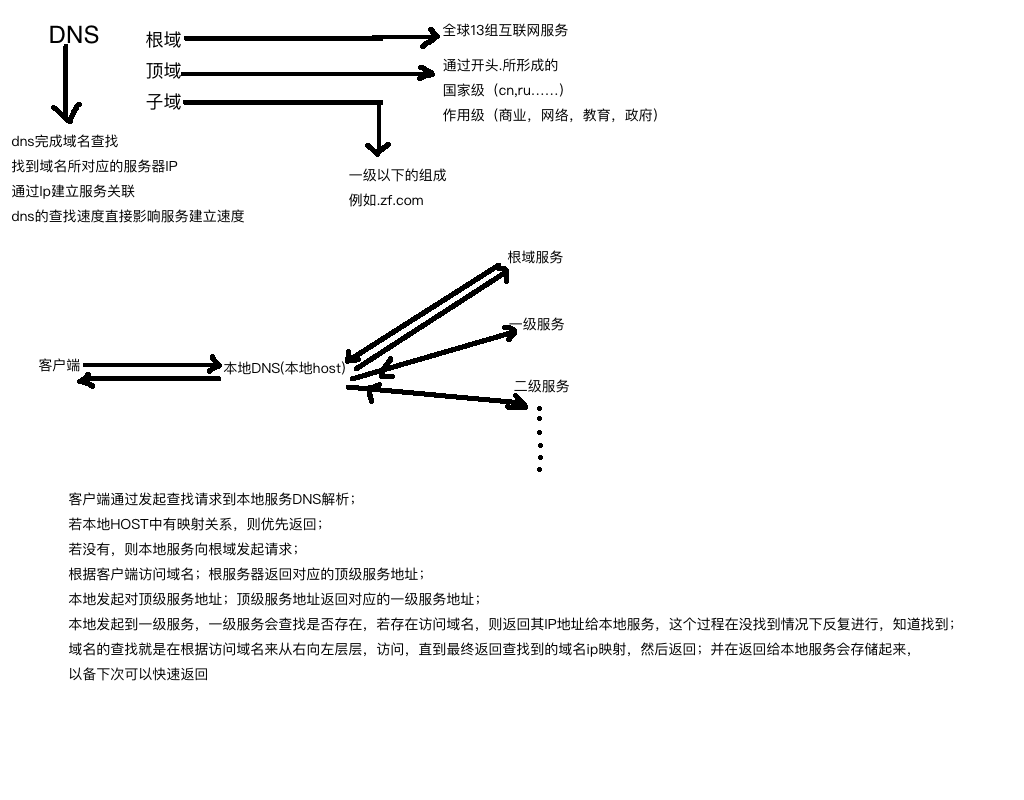 DNS
根域
全球13组互联网服务
顶域
通过开头.所形成的
国家级（cn,ru……）
作用级（商业，网络，教育，政府）
子域
一级以下的组成
例如.zf.com
dns完成域名查找
找到域名所对应的服务器IP
通过Ip建立服务关联
dns的查找速度直接影响服务建立速度
根域服务
一级服务
客户端
本地DNS(本地host)
二级服务
客户端通过发起查找请求到本地服务DNS解析；
若本地HOST中有映射关系，则优先返回；
若没有，则本地服务向根域发起请求；
根据客户端访问域名；根服务器返回对应的顶级服务地址；
本地发起对顶级服务地址；顶级服务地址返回对应的一级服务地址；
本地发起到一级服务，一级服务会查找是否存在，若存在访问域名，则返回其IP地址给本地服务，这个过程在没找到情况下反复进行，知道找到；
域名的查找就是在根据访问域名来从右向左层层，访问，直到最终返回查找到的域名ip映射，然后返回；并在返回给本地服务会存储起来，
以备下次可以快速返回